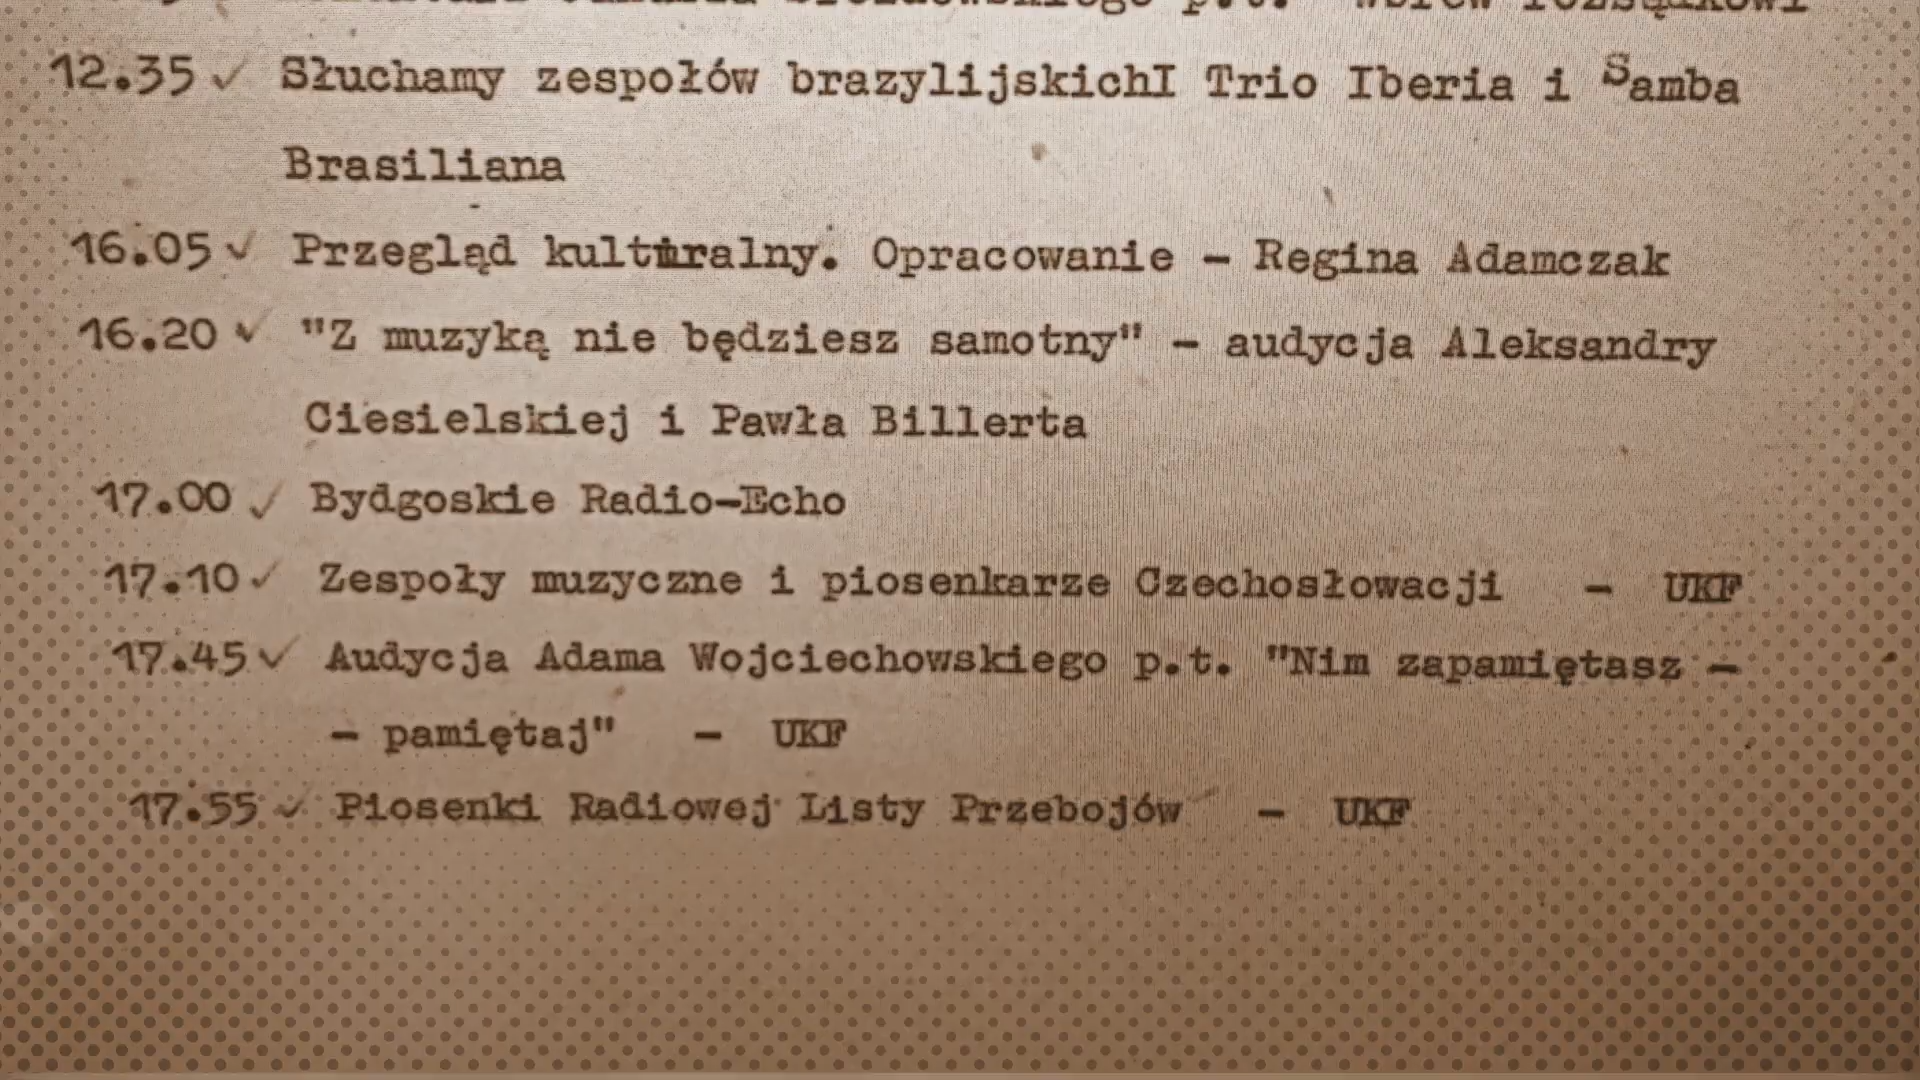 12.35 ✓ Słuchamy zespołów brazylijskichI Trio Iberia i Samba
Brasiliana
16.05 ✓ Przegląd kulturalny. Opracowanie - Regina Adamczak
16.20 ✓ "Z muzyką nie będziesz samotny" - audycja Aleksandry
Ciesielskiej i Pawła Billerta
17.00 ✓ Bydgoskie Radio-Echo
17.10 ✓ Zespoły muzyczne i piosenkarze Czechosłowacji - UKF
17.45 ✓ Audycja Adama Wojciechowskiego p.t. "Nim zapamiętasz -
- pamiętaj" - UKF
17.55 ✓ Piosenki Radiowej Listy Przebojów - UKF